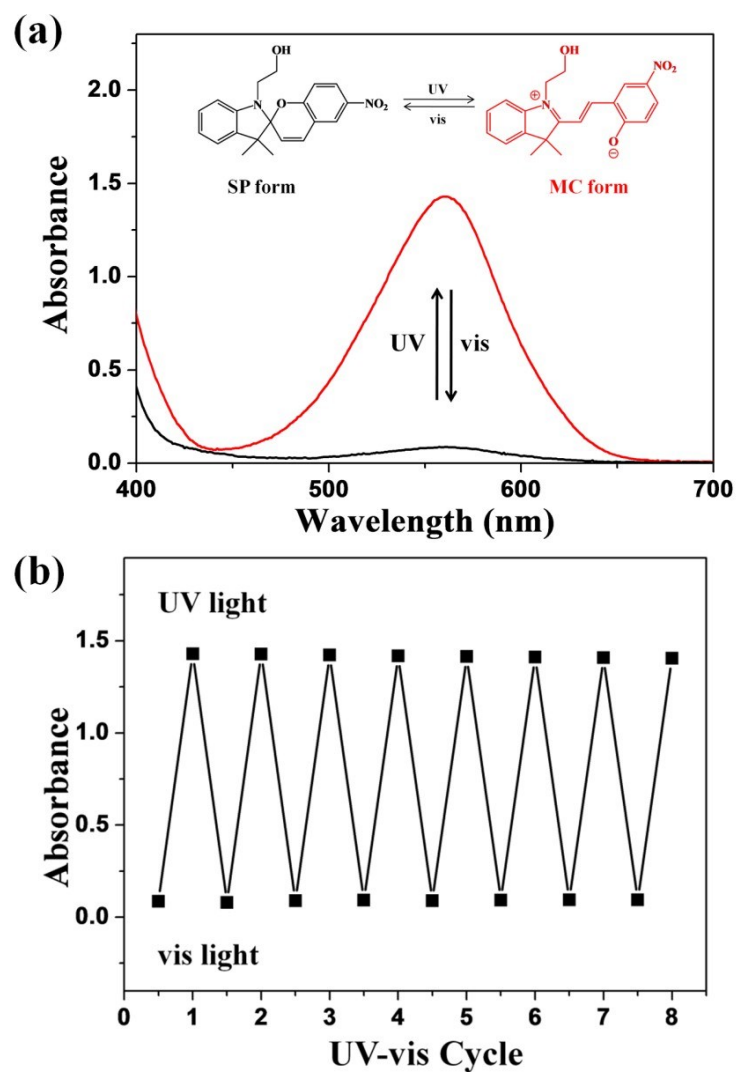 (a)
OH
N
O
NO₂
SP form
UV
vis
OH
N
⊕
NO₂
O
⊖
MC form
2.0
1.5
1.0
0.5
0.0
Absorbance
UV vis
400 500 600 700
Wavelength (nm)
(b)
UV light
1.5
1.0
0.5
0.0
Absorbance
vis light
0 1 2 3 4 5 6 7 8
UV-vis Cycle